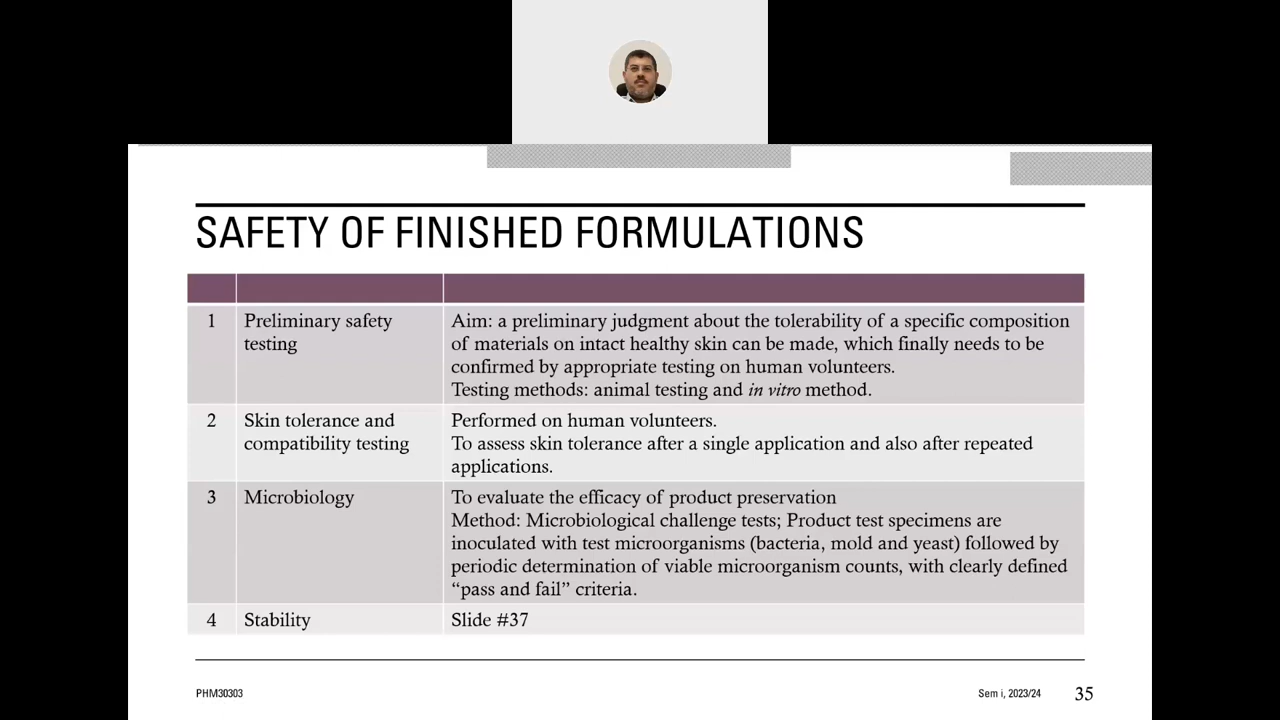 SAFETY OF FINISHED FORMULATIONS
1 Preliminary safety testing
Aim: a preliminary judgment about the tolerability of a specific composition
of materials on intact healthy skin can be made, which finally needs to be
confirmed by appropriate testing on human volunteers.
Testing methods: animal testing and in vitro method.
2 Skin tolerance and compatibility testing
Performed on human volunteers.
To assess skin tolerance after a single application and also after repeated
applications.
3 Microbiology
To evaluate the efficacy of product preservation
Method: Microbiological challenge tests; Product test specimens are
inoculated with test microorganisms (bacteria, mold and yeast) followed by
periodic determination of viable microorganism counts, with clearly defined
“pass and fail” criteria.
4 Stability
Slide #37
PHM30303
Sem i, 2023/24
35